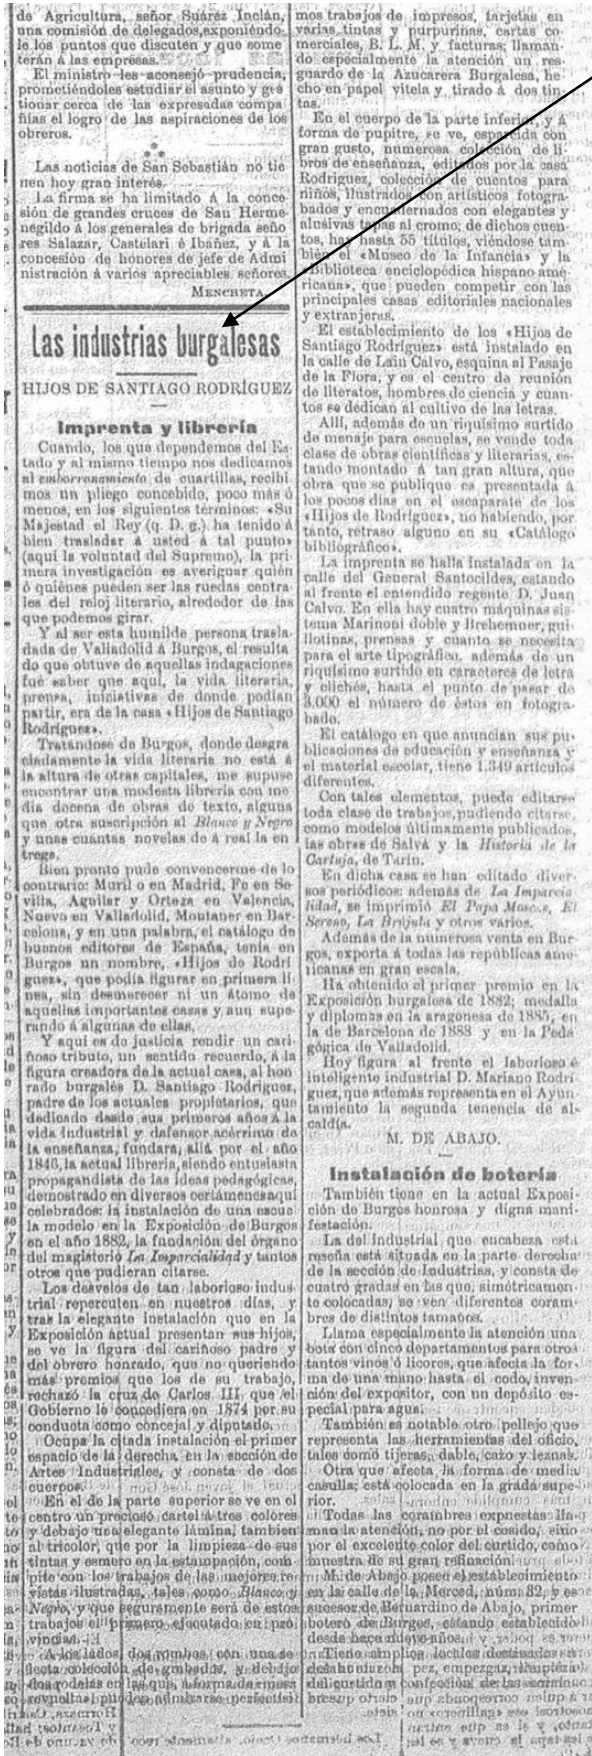 de Agricultura, señor Suárez Inclán,
una comisión de delegados, exponiéndo
le los puntos que discuten y que some
terán á las empresas.
El ministro les aconsejó prudencia,
prometiéndoles estudiar el asunto y ges
tionar cerca de las expresadas compa
ñías el logro de las aspiraciones de los
obreros.
*
* *
Las noticias de San Sebastián no tie
nen hoy gran interés.
La firma se ha limitado á la conce
sión de grandes cruces de San Herme
negildo á los generales de brigada seño
res Salazar, Castelari é Ibáñez, y á la
concesión de honores de jefe de Admi
nistración á varios apreciables señores.
MENCHETA.
Las industrias burgalesas
HIJOS DE SANTIAGO RODRÍGUEZ
Imprenta y librería
Cuando, los que dependemos del Es-
tado y al mismo tiempo nos dedicamos
al emborronamiento de cuartillas, recibi
mos un pliego concebido, poco más ó
menos, en los siguientes términos: «Su
Majestad el Rey (q. D. g.) ha tenido á
bien trasladar á usted á tal punto»
(aquí la voluntad del Supremo), la pri
mera investigación es averiguar quién
ó quiénes pueden ser las ruedas centra
les del reloj literario, alrededor de las
que podemos girar.
Y al ser esta humilde persona trasla-
dada de Valladolid á Burgos, el resulta
do que obtuve de aquellas indagaciones
fué saber que aquí, la vida literaria,
prensa, iniciativas de donde podían
partir, era de la casa «Hijos de Santiago
Rodríguez».
Tratándose de Burgos, donde desgra
ciadamente la vida literaria no está á
la altura de otras capitales, me supuse
encontrar una modesta librería con me
dia docena de obras de texto, alguna
que otra suscripción al Blanco y Negro
y unas cuantas novelas de á real la en
trega.
Bien pronto pude convencerme de lo
contrario: Murillo en Madrid, Fe en Se
villa, Aguilar y Orteza en Valencia,
Nuevo en Valladolid, Montaner en Bar-
celona, y en una palabra, el catálogo de
buenos editores de España, tenía en
Burgos un nombre, «Hijos de Rodrí
guez», que podía figurar en primera lí
nea, sin desmerecer ni un átomo de
aquellas importantes casas y aun supe-
rando á algunas de ellas.
Y aquí es de justicia rendir un cari
ñoso tributo, un sentido recuerdo, á la
figura creadora de la actual casa, al hon
rado burgalés D. Santiago Rodríguez,
padre de los actuales propietarios, que
dedicado desde sus primeros años á la
vida industrial y defensor acérrimo de
la enseñanza, fundara, allá por el año
1846, la actual librería, siendo entusiasta
propagandista de las ideas pedagógicas,
demostrado en diversos certámenes aquí
celebrados: la instalación de una escue
la modelo en la Exposición de Burgos
en el año 1882, la fundación del órgano
del magisterio La Imparcialidad y tantos
otros que pudieran citarse.
Los desvelos de tan laborioso indus
trial repercuten en nuestros días, y
tras la elegante instalación que en la
Exposición actual presentan sus hijos,
se ve la figura del cariñoso padre y
del obrero honrado, que no queriendo
más premios que los de su trabajo,
rechazó la cruz de Carlos III, que el
Gobierno le concediera en 1874 por su
conducta como concejal y diputado.
Ocupa la citada instalación el primer
espacio de la derecha en la sección de
Artes Industriales, y consta de dos
cuerpos.
En el de la parte superior se ve en el
centro un precioso cartel á tres colores
y debajo una elegante lámina, tambien
al tricolor, que por la limpieza de sus
tintas y esmero en la estampación, com
pite con los trabajos de las mejores re
vistas ilustradas, tales como Blanco y
Negro, y que seguramente será de estos
trabajos el primero ejecutado en pro
vincias.
A los lados, dos rombos con una se
lecta colección de grabados, y debajo
dos rodelas en las que, á forma de
pueden admirarse
mos trabajos de impresos, tarjetas en
varias tintas y purpurinas, cartas co
merciales, B. L. M. y facturas; llaman-
do especialmente la atención un res-
guardo de la Azucarera Burgalesa, he
cho en papel vitela y tirado á dos tin-
tas.
En el cuerpo de la parte inferior, y á
forma de pupitre, se ve, esparcida con
gran gusto, numerosa colección de li-
bros de enseñanza, editados por la casa
Rodríguez, colección de cuentos para
niños, ilustrados con artísticos fotogra-
bados y encuadernados con elegantes y
alusivas tapas al cromo; de dichos cuen-
tos, hay hasta 55 títulos, viéndose tam-
bién el «Museo de la Infancia» y la
«Biblioteca enciclopédica hispano ame-
ricana», que pueden competir con las
principales casas editoriales nacionales
y extranjeras.
El establecimiento de los «Hijos de
Santiago Rodríguez» está instalado en
la calle de Laín Calvo, esquina al Pasaje
de la Flora, y es el centro de reunión
de literatos, hombres de ciencia y cuan-
tos se dedican al cultivo de las letras.
Allí, además de un riquísimo surtido
de menaje para escuelas, se vende toda
clase de obras científicas y literarias, es-
tando montado á tan gran altura, que
obra que se publique es presentada á
los pocos días en el escaparate de los
«Hijos de Rodríguez», no habiendo, por
tanto, retraso alguno en su «Catálogo
bibliográfico».
La imprenta se halla instalada en la
calle del General Santocildes, estando
al frente el entendido regente D. Juan
Calvo. En ella hay cuatro máquinas sis-
tema Marinoni doble y Brehemner, gui-
llotinas, prensas y cuanto se necesita
para el arte tipográfico, además de un
riquísimo surtido en caracteres de letra
y clichés, hasta el punto de pasar de
3.000 el número de éstos en fotogra-
bado.
El catálogo en que anuncian sus pu-
blicaciones de educación y enseñanza y
el material escolar, tiene 1.349 artículos
diferentes.
Con tales elementos, puede editarse
toda clase de trabajos, pudiendo citarse,
como modelos últimamente publicados,
las obras de Salvá y la Historia de la
Cartuja, de Tarín.
En dicha casa se han editado diver-
sos periódicos: además de La Imparcia
lidad, se imprimió El Papa Moscas, El
Sereno, La Brújula y otros varios.
Además de la numerosa venta en Bur
gos, exporta á todas las repúblicas ame-
ricanas en gran escala.
Ha obtenido el primer premio en la
Exposición burgalesa de 1882; medalla
y diplomas en la aragonesa de 1885, en
la de Barcelona de 1888 y en la Peda
gógica de Valladolid.
Hoy figura al frente el laborioso é
inteligente industrial D. Mariano Rodrí
guez, que además representa en el Ayun
tamiento la segunda tenencia de al-
caldía.
M. DE ABAJO.
Instalación de botería
También tiene en la actual Exposi-
ción de Burgos honrosa y digna mani
festación.
La del industrial que encabeza esta
reseña está situada en la parte derecha
de la sección de Industrias, y consta de
cuatro gradas en las que, simétricamen-
te colocadas, se ven diferentes coram-
bres de distintos tamaños.
Llama especialmente la atención una
bota con cinco departamentos para otros
tantos vinos ó licores, que afecta la for-
ma de una mano hasta el codo, inven
ción del expositor, con un depósito es-
pecial para agua.
También es notable otro pellejo que
representa las herramientas del oficio,
tales como tijeras, dable, cazo y leznas.
Otra que afecta la forma de media
casulla; está colocada en la grada supe-
rior.
Todas las corambres expuestas lla-
man la atención, no por el cosido, sino
por el excelente color del curtido, como
muestra de su gran refinación.
M. de Abajo posee el establecimiento
en la calle de la Merced, núm. 32, y es
sucesor de Bernardino de Abajo, primer
botero de Burgos, estando establecido
desde hace nueve años.
Tiene amplios locales destinados
pez, empezgar, limpieza
del curtido y confección de las